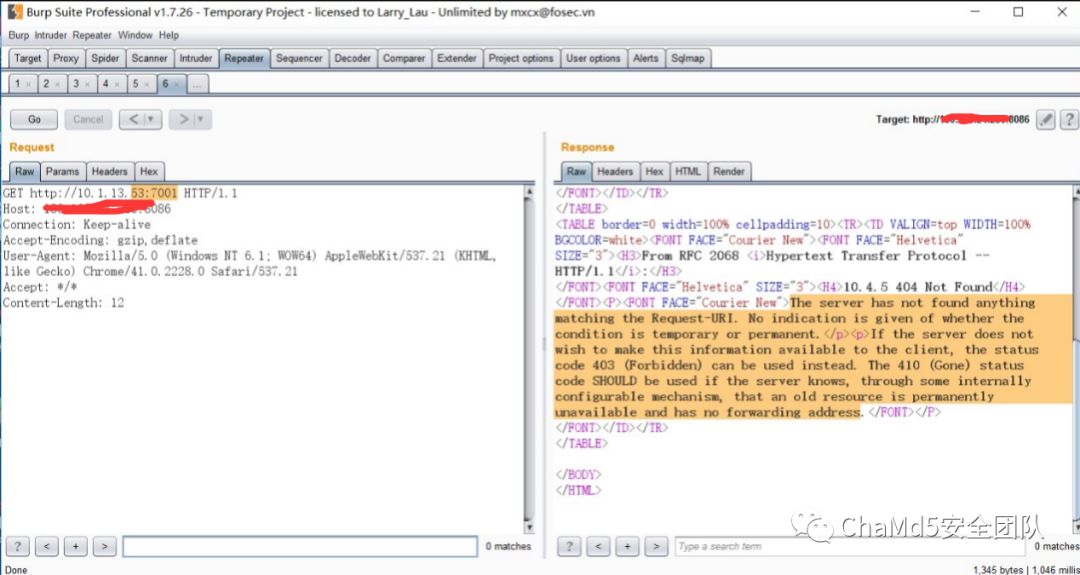 Burp Suite Professional v1.7.26 - Temporary Project - licensed to Larry_Lau - Unlimited by mxcx@fosec.vn
Burp Intruder Repeater Window Help
Target Proxy Spider Scanner Intruder Repeater Sequencer Decoder Comparer Extender Project options User options Alerts Sqlmap
1 × 2 × 3 × 4 × 5 × 6 × ...
Go Cancel < > Target: http:// 8086
Request
Raw Params Headers Hex
GET http://10.1.13.53:7001 HTTP/1.1
Host:
Connection: Keep-alive
Accept-Encoding: gzip,deflate
User-Agent: Mozilla/5.0 (Windows NT 6.1; WOW64) AppleWebKit/537.21 (KHTML,
like Gecko) Chrome/41.0.2228.0 Safari/537.21
Accept: */*
Content-Length: 12
? < + > 0 matches
Response
Raw Headers Hex HTML Render
</FONT></TD></TR>
</TABLE>
<TABLE border=0 width=100% cellpadding=10><TR><TD VALIGN=top WIDTH=100%
BGCOLOR=white><FONT FACE="Courier New"><FONT FACE="Helvetica"
SIZE="3"><H3>From RFC 2068 <i>Hypertext Transfer Protocol --
HTTP/1.1</i>:</H3>
</FONT><FONT FACE="Helvetica" SIZE="3"><H4>10.4.5 404 Not Found</H4>
</FONT><P><FONT FACE="Courier New">The server has not found anything
matching the Request-URI. No indication is given of whether the
condition is temporary or permanent.</p><p>If the server does not
wish to make this information available to the client, the status
code 403 (Forbidden) can be used instead. The 410 (Gone) status
code SHOULD be used if the server knows, through some internally
configurable mechanism, that an old resource is permanently
unavailable and has no forwarding address.</FONT></P>
</FONT></TD></TR>
</TABLE>
</BODY>
</HTML>
ChaMd5安全团队
? < + > Type a search term 0 matches
Done 1,345 bytes | 1,046 millis